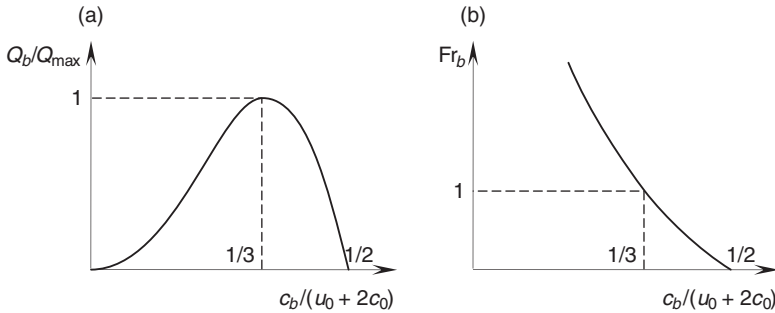 (a)
Q_b/Q_max
1
1/3
1/2
c_b/(u_0 + 2c_0)
(b)
Fr_b
1
1/3
1/2
c_b/(u_0 + 2c_0)